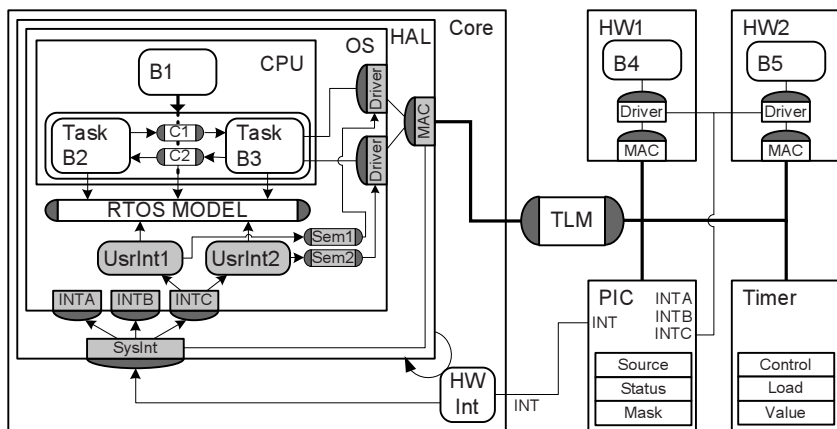 OS
HAL
Core
HW1
HW2
CPU
B1
B4
B5
Driver
MAC
Driver
Driver
Task
B2
C1
C2
Task
B3
MAC
MAC
Driver
RTOS MODEL
TLM
UsrInt1
UsrInt2
Sem1
Sem2
INTA
INTB
INTC
PIC
INTA
INTB
INTC
INT
Timer
SysInt
HW
Int
INT
Source
Status
Mask
Control
Load
Value